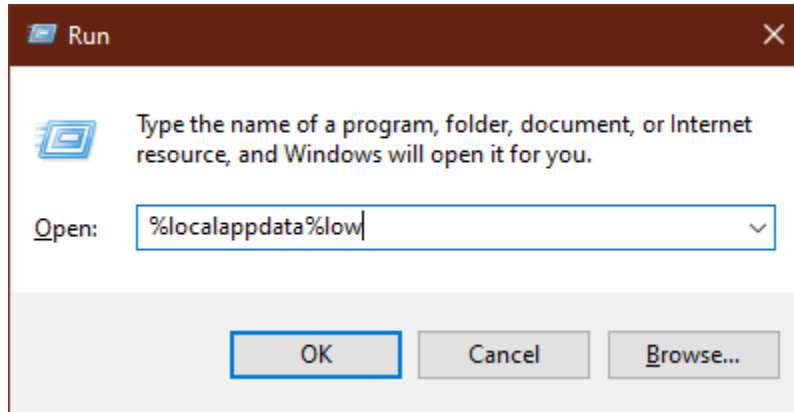 Run
Type the name of a program, folder, document, or Internet
resource, and Windows will open it for you.
Open: %localappdata%low
OK Cancel Browse...